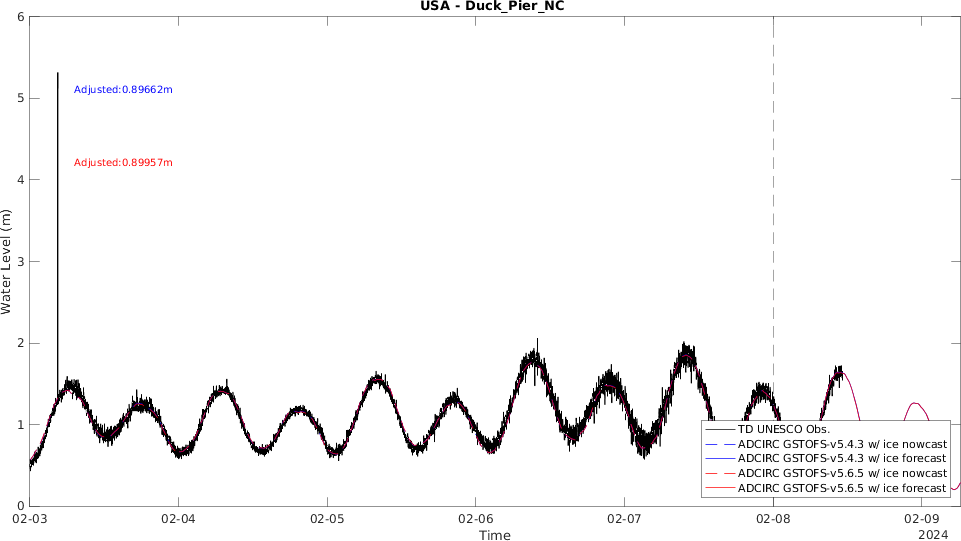 USA - Duck_Pier_NC
6
5
4
3
2
1
0
Water Level (m)
Adjusted:0.89662m
Adjusted:0.89957m
TD UNESCO Obs.
ADCIRC GSTOFS-v5.4.3 w/ ice nowcast
ADCIRC GSTOFS-v5.4.3 w/ ice forecast
ADCIRC GSTOFS-v5.6.5 w/ ice nowcast
ADCIRC GSTOFS-v5.6.5 w/ ice forecast
02-03 02-04 02-05 02-06 02-07 02-08 02-09
Time
2024